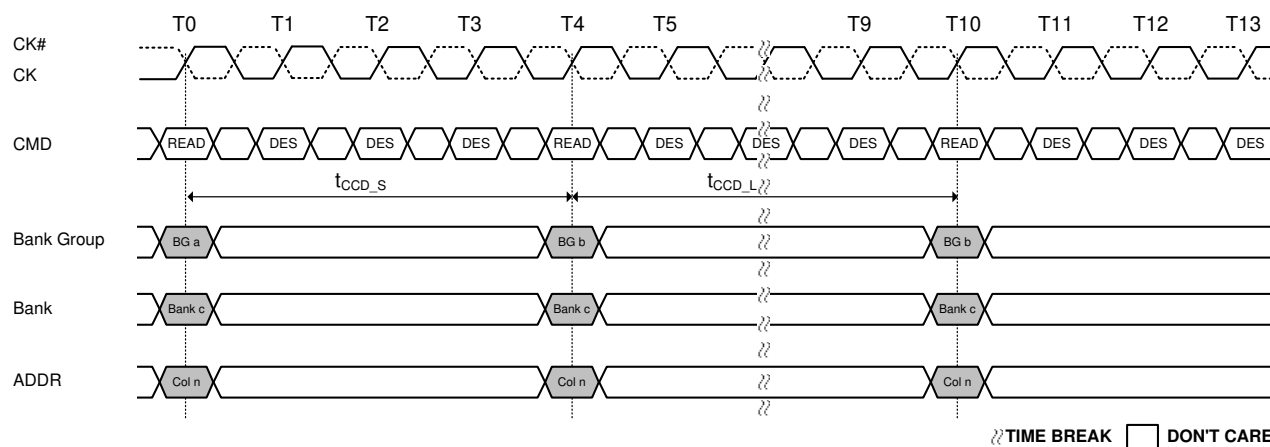 T0 T1 T2 T3 T4 T5 T9 T10 T11 T12 T13
CK#
CK
CMD READ DES DES DES READ DES DES DES READ DES DES DES
tCCD_S tCCD_L
Bank Group BG a BG b BG b
Bank Bank c Bank c Bank c
ADDR Col n Col n Col n
TIME BREAK DON'T CARE